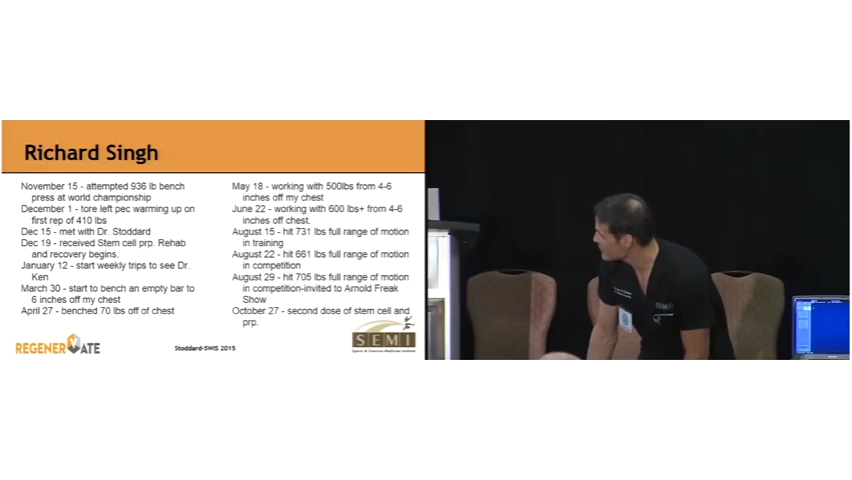 Richard Singh
November 15 - attempted 936 lb bench
press at world championship
December 1 - tore left pec warming up on
first rep of 410 lbs
Dec 15 - met with Dr. Stoddard
Dec 19 - received Stem cell prp. Rehab
and recovery begins.
January 12 - start weekly trips to see Dr.
Ken
March 30 - start to bench an empty bar to
6 inches off my chest
April 27 - benched 70 lbs off of chest
May 18 - working with 500lbs from 4-6
inches off my chest
June 22 - working with 600 lbs+ from 4-6
inches off chest.
August 15- hit 731 lbs full range of motion
in training
August 22 - hit 661 lbs full range of motion
in competition
August 29 - hit 705 lbs full range of motion
in competition-invited to Arnold Freak
Show
October 27 - second dose of stem cell and
prp.
REGENERVATE
Stoddard-SWIS 2015
SEMI
Sports & Exercise Medicine Institute